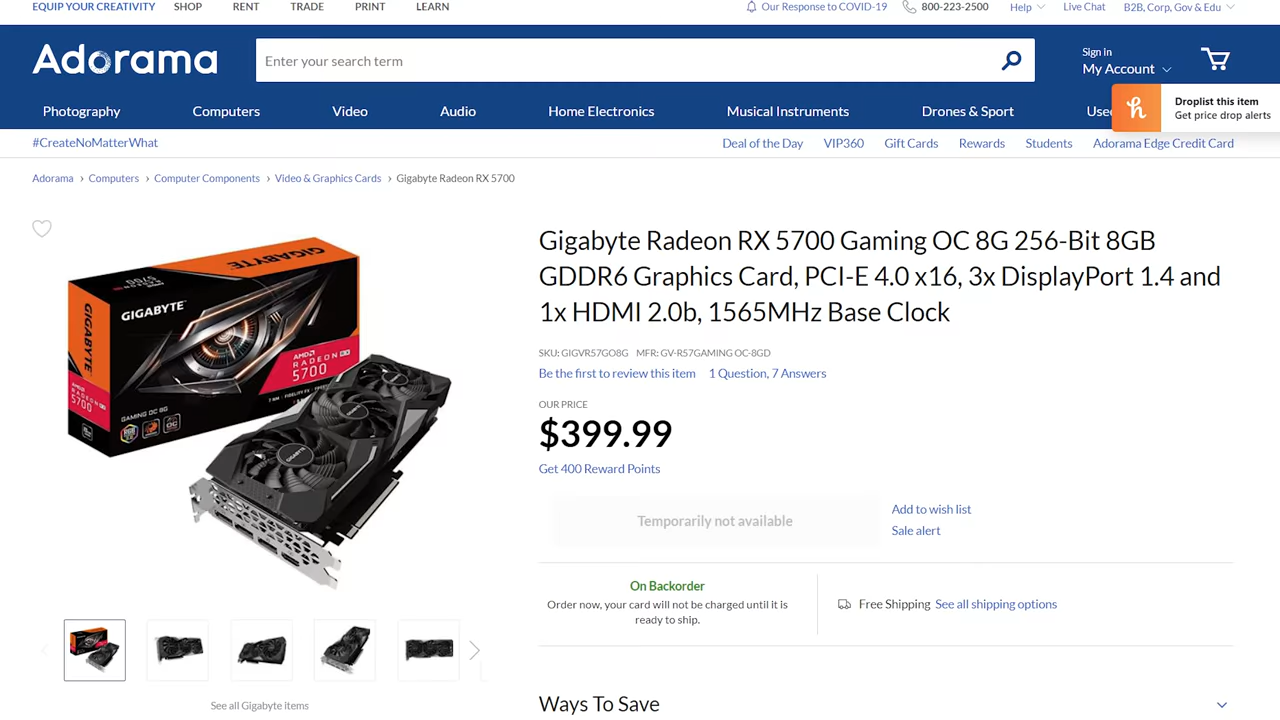 EQUIP YOUR CREATIVITY SHOP RENT TRADE PRINT LEARN Our Response to COVID-19 800-223-2500 Help Live Chat B2B, Corp, Gov & Edu
Adorama Enter your search term Sign in
My Account
Photography Computers Video Audio Home Electronics Musical Instruments Drones & Sport Used
Droplist this item
Get price drop alerts
#CreateNoMatterWhat Deal of the Day VIP360 Gift Cards Rewards Students Adorama Edge Credit Card
Adorama › Computers › Computer Components › Video & Graphics Cards › Gigabyte Radeon RX 5700
GIGABYTE
5700
GIGABYTE
GIGABYTE
AMD
RADEON RX
5700
AMD
RADEON
5700
GAMING OC 8G
GIGABYTE
GIGABYTE
Gigabyte Radeon RX 5700 Gaming OC 8G 256-Bit 8GB
GDDR6 Graphics Card, PCI-E 4.0 x16, 3x DisplayPort 1.4 and
1x HDMI 2.0b, 1565MHz Base Clock
SKU: GIGVR57GO8G MFR: GV-R57GAMING OC-8GD
Be the first to review this item 1 Question, 7 Answers
OUR PRICE
$399.99
Get 400 Reward Points
Temporarily not available
Add to wish list
Sale alert
On Backorder
Order now, your card will not be charged until it is
ready to ship.
Free Shipping See all shipping options
See all Gigabyte items
Ways To Save